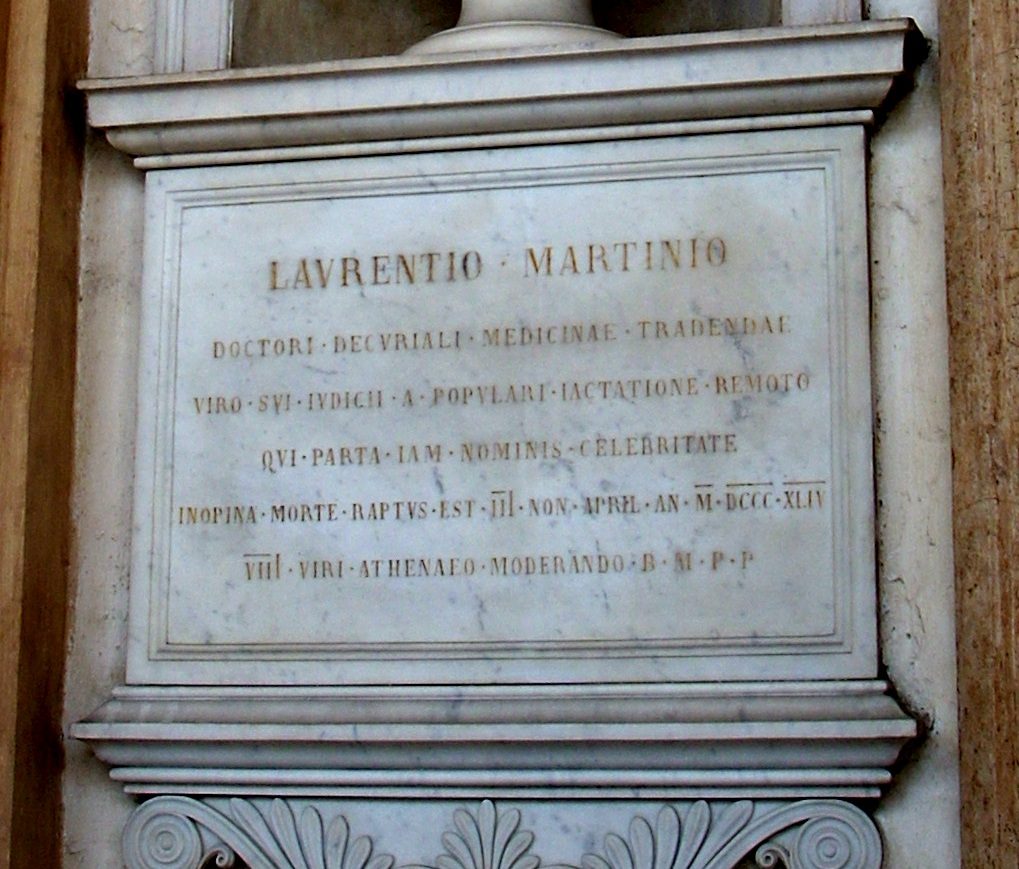 LAVRENTIO · MARTINIO
DOCTORI · DECVRIALI · MEDICINAE · TRADENDAE
VIRO · SVI · IVDICII · A · POPVLARI · IACTATIONE · REMOTO
QVI · PARTA · IAM · NOMINIS · CELEBRITATE
INOPINA · MORTE · RAPTVS · EST · III · NON · APRIL · AN · M · DCCC · XLIV
VIII · VIRI · ATHENAEO · MODERANDO · B · M · P · P